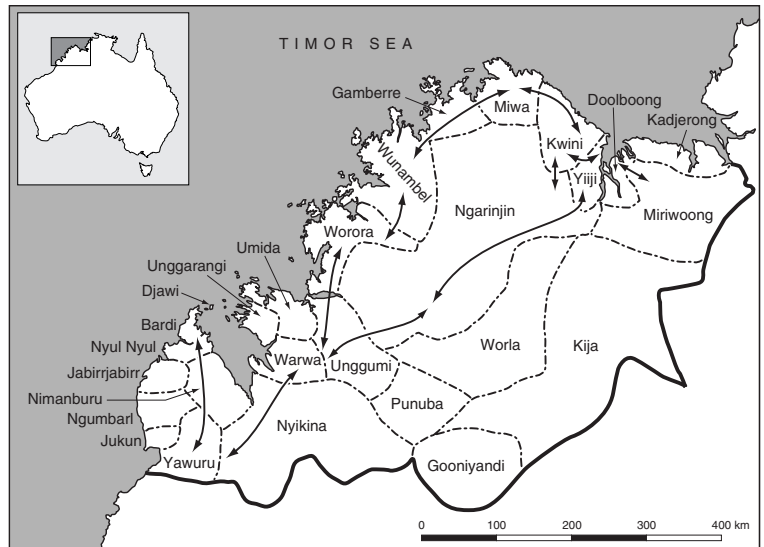 TIMOR SEA
Gamberre
Miwa
Doolboong
Kadjerong
Kwini
Wunambel
Yiiji
Ngarinjin
Miriwoong
Worora
Umida
Unggarangi
Djawi
Bardi
Nyul Nyul
Jabirrjabirr
Warwa
Unggumi
Worla
Kija
Nimanburu
Punuba
Ngumbarl
Nyikina
Jukun
Yawuru
Gooniyandi
0 100 200 300 400 km